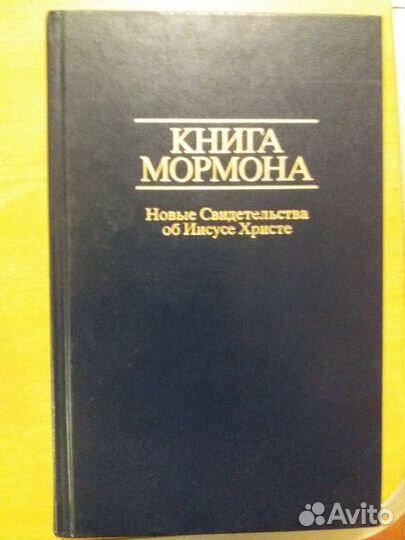 КНИГА
МОРМОНА
Новые Свидетельства
об Иисусе Христе
Avito